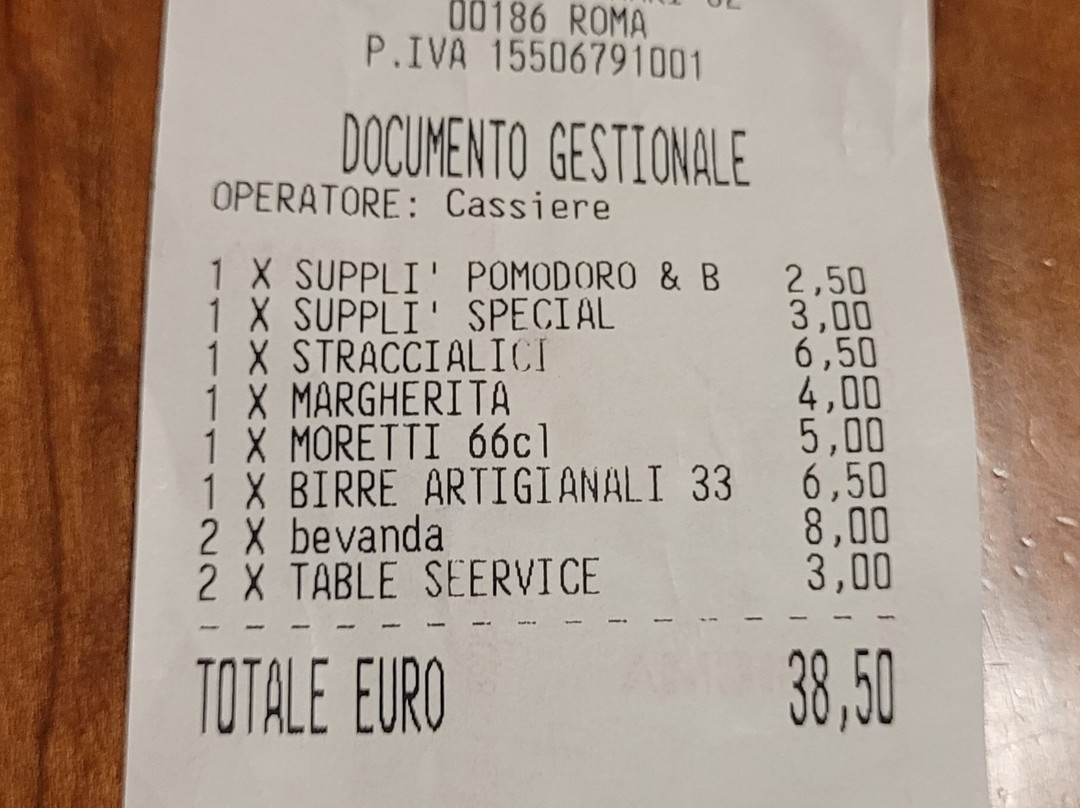 00186 ROMA
P.IVA 15506791001
DOCUMENTO GESTIONALE
OPERATORE: Cassiere
1 X SUPPLI' POMODORO & B 2,50
1 X SUPPLI' SPECIAL 3,00
1 X STRACCIALICI 6,50
1 X MARGHERITA 4,00
1 X MORETTI 66cl 5,00
1 X BIRRE ARTIGIANALI 33 6,50
2 X bevanda 8,00
2 X TABLE SEERVICE 3,00
TOTALE EURO 38,50